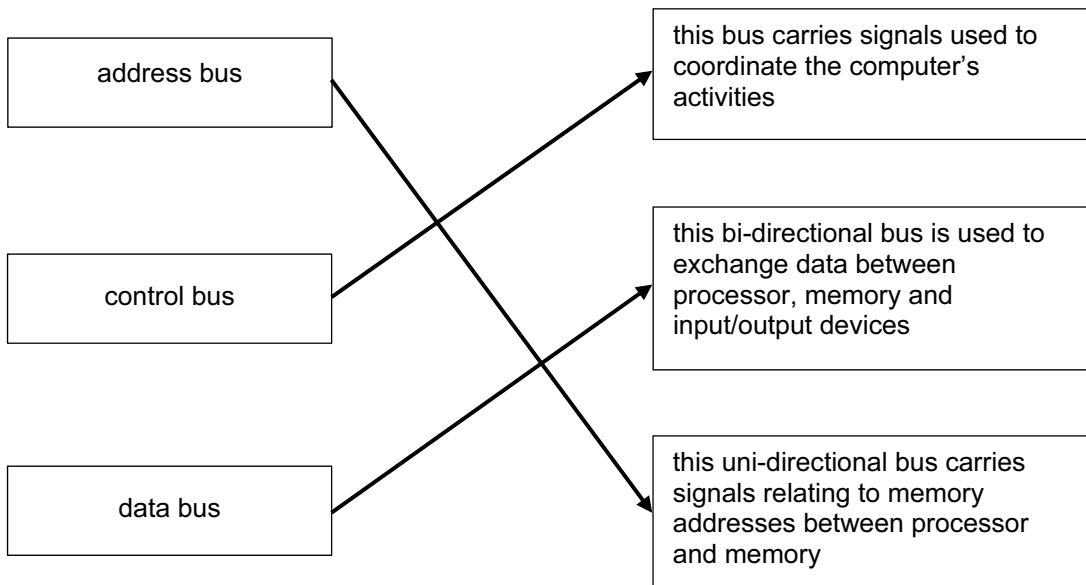 address bus
control bus
data bus
this bus carries signals used to
coordinate the computer’s
activities
this bi-directional bus is used to
exchange data between
processor, memory and
input/output devices
this uni-directional bus carries
signals relating to memory
addresses between processor
and memory